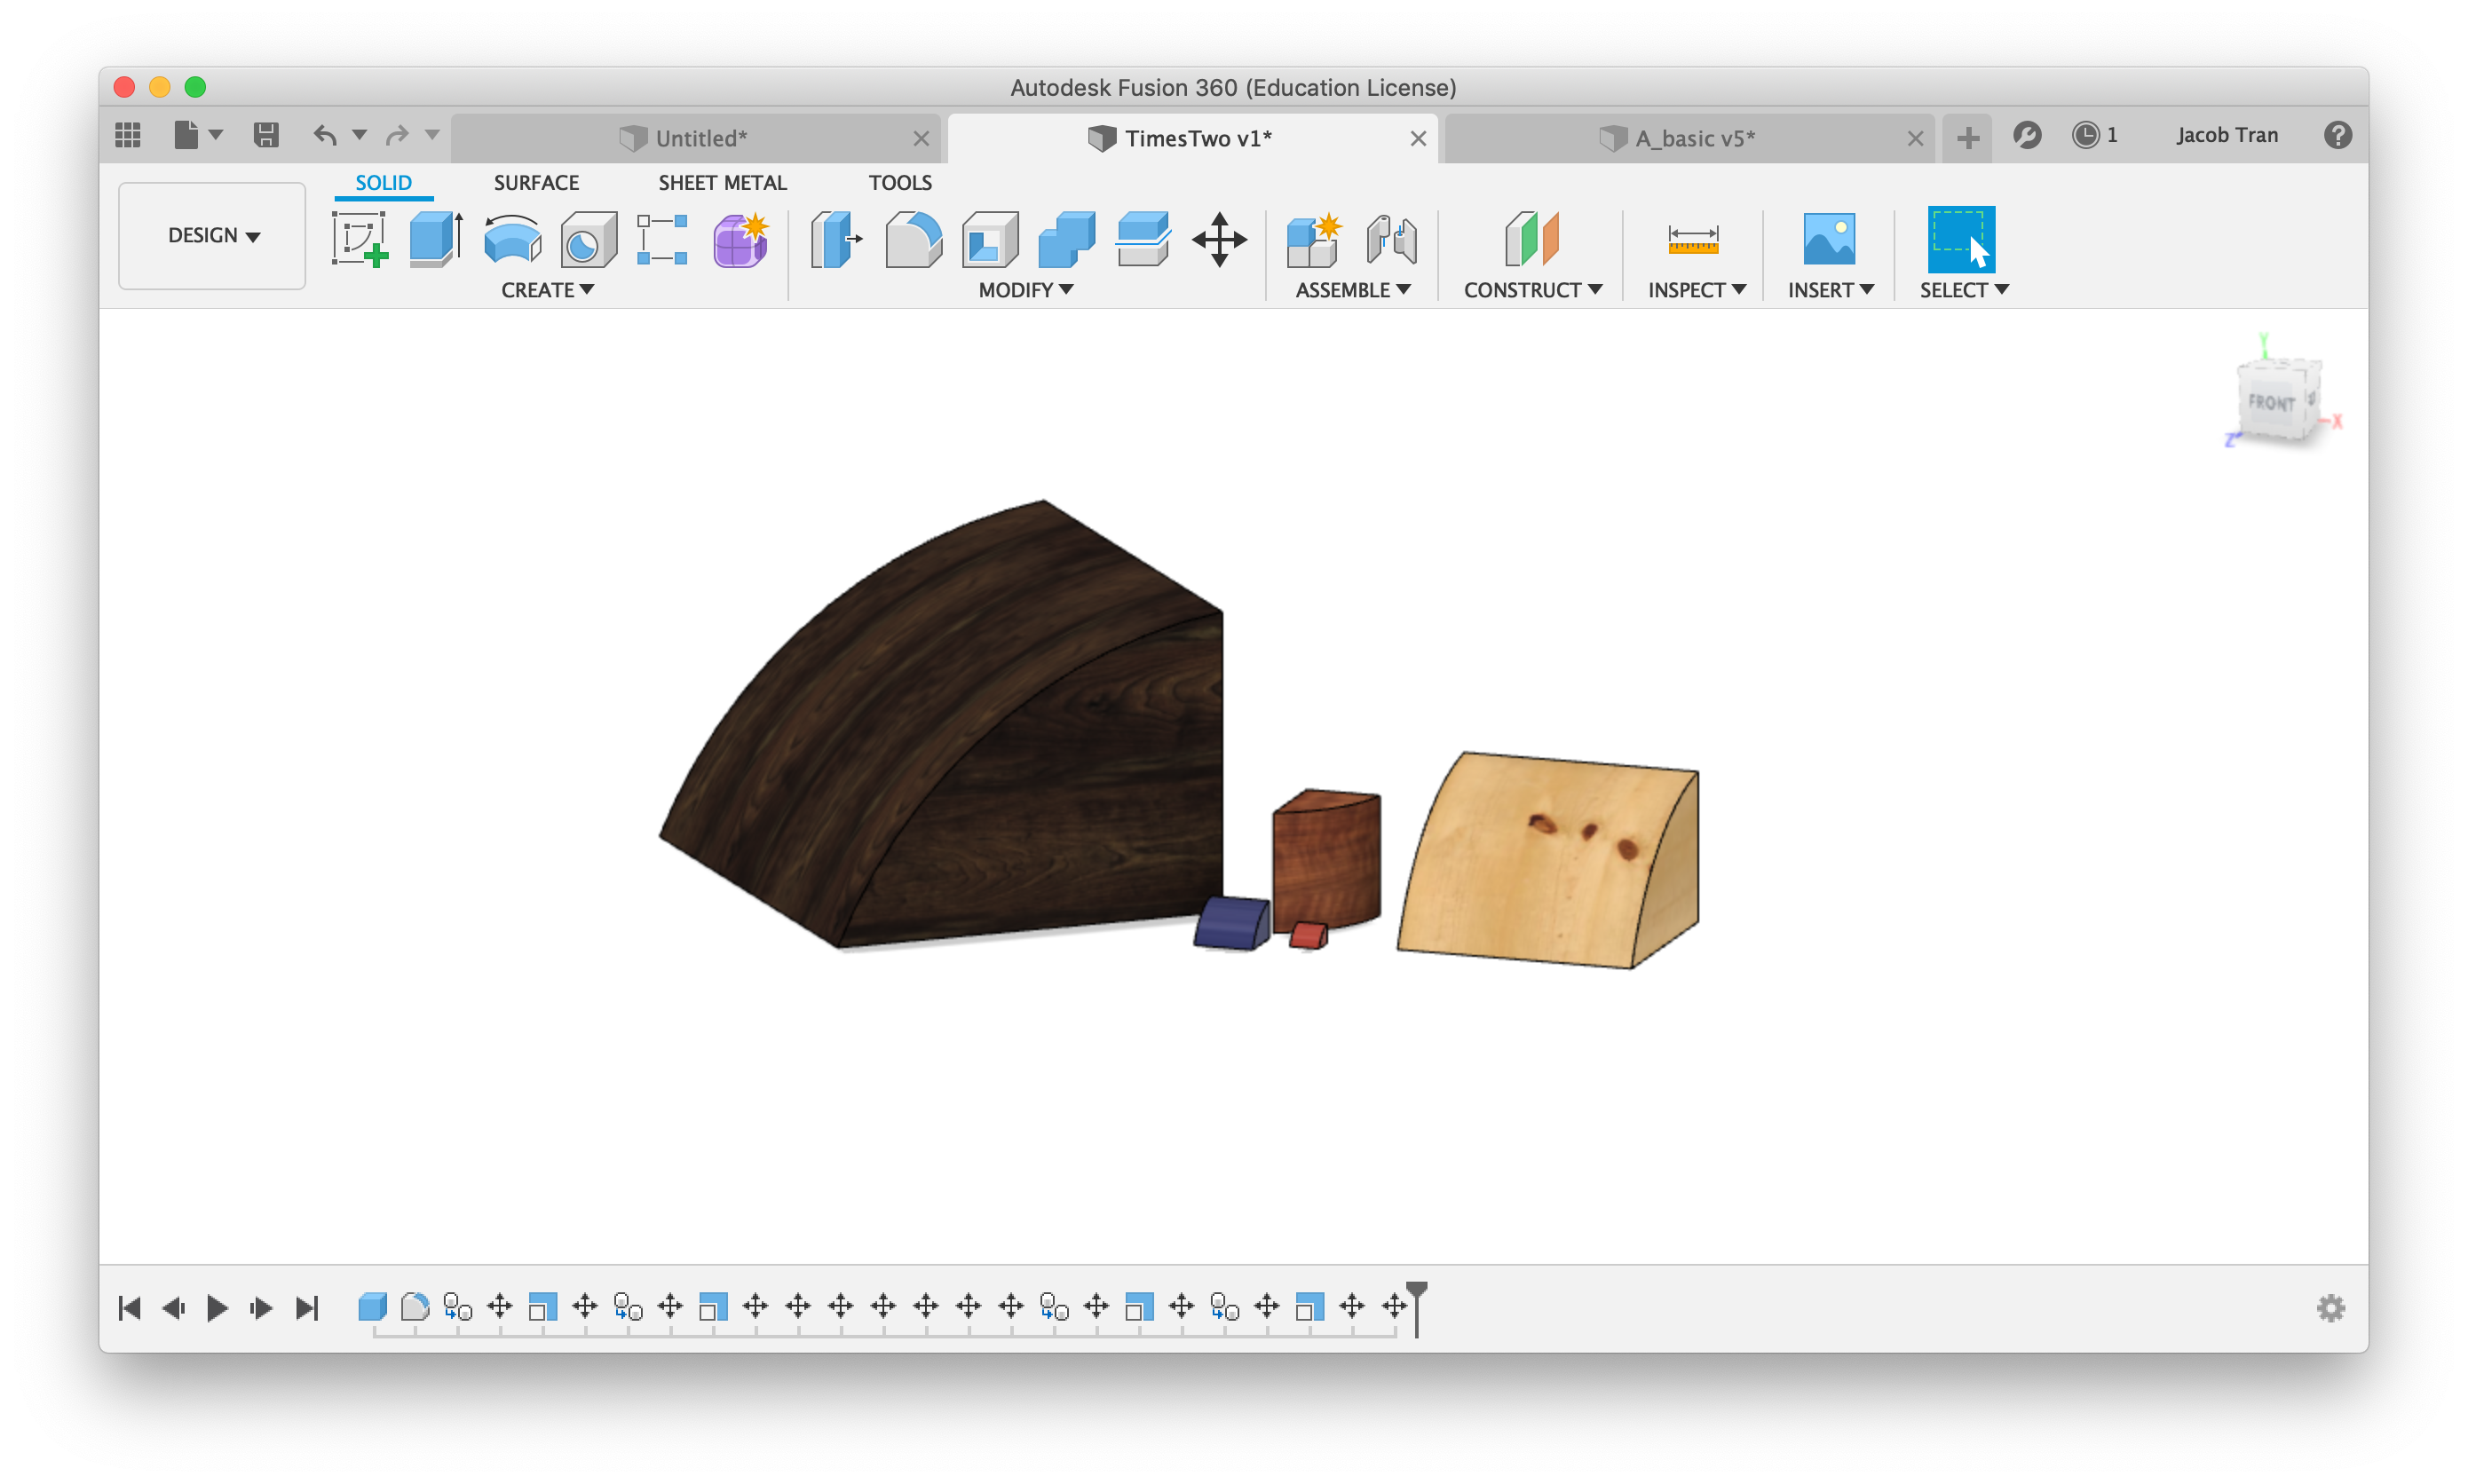 Autodesk Fusion 360 (Education License)
Untitled*
TimesTwo v1*
A_basic v5*
1
Jacob Tran
SOLID SURFACE SHEET METAL TOOLS
DESIGN
CREATE MODIFY ASSEMBLE CONSTRUCT INSPECT INSERT SELECT
Y
FRONT
X
Z